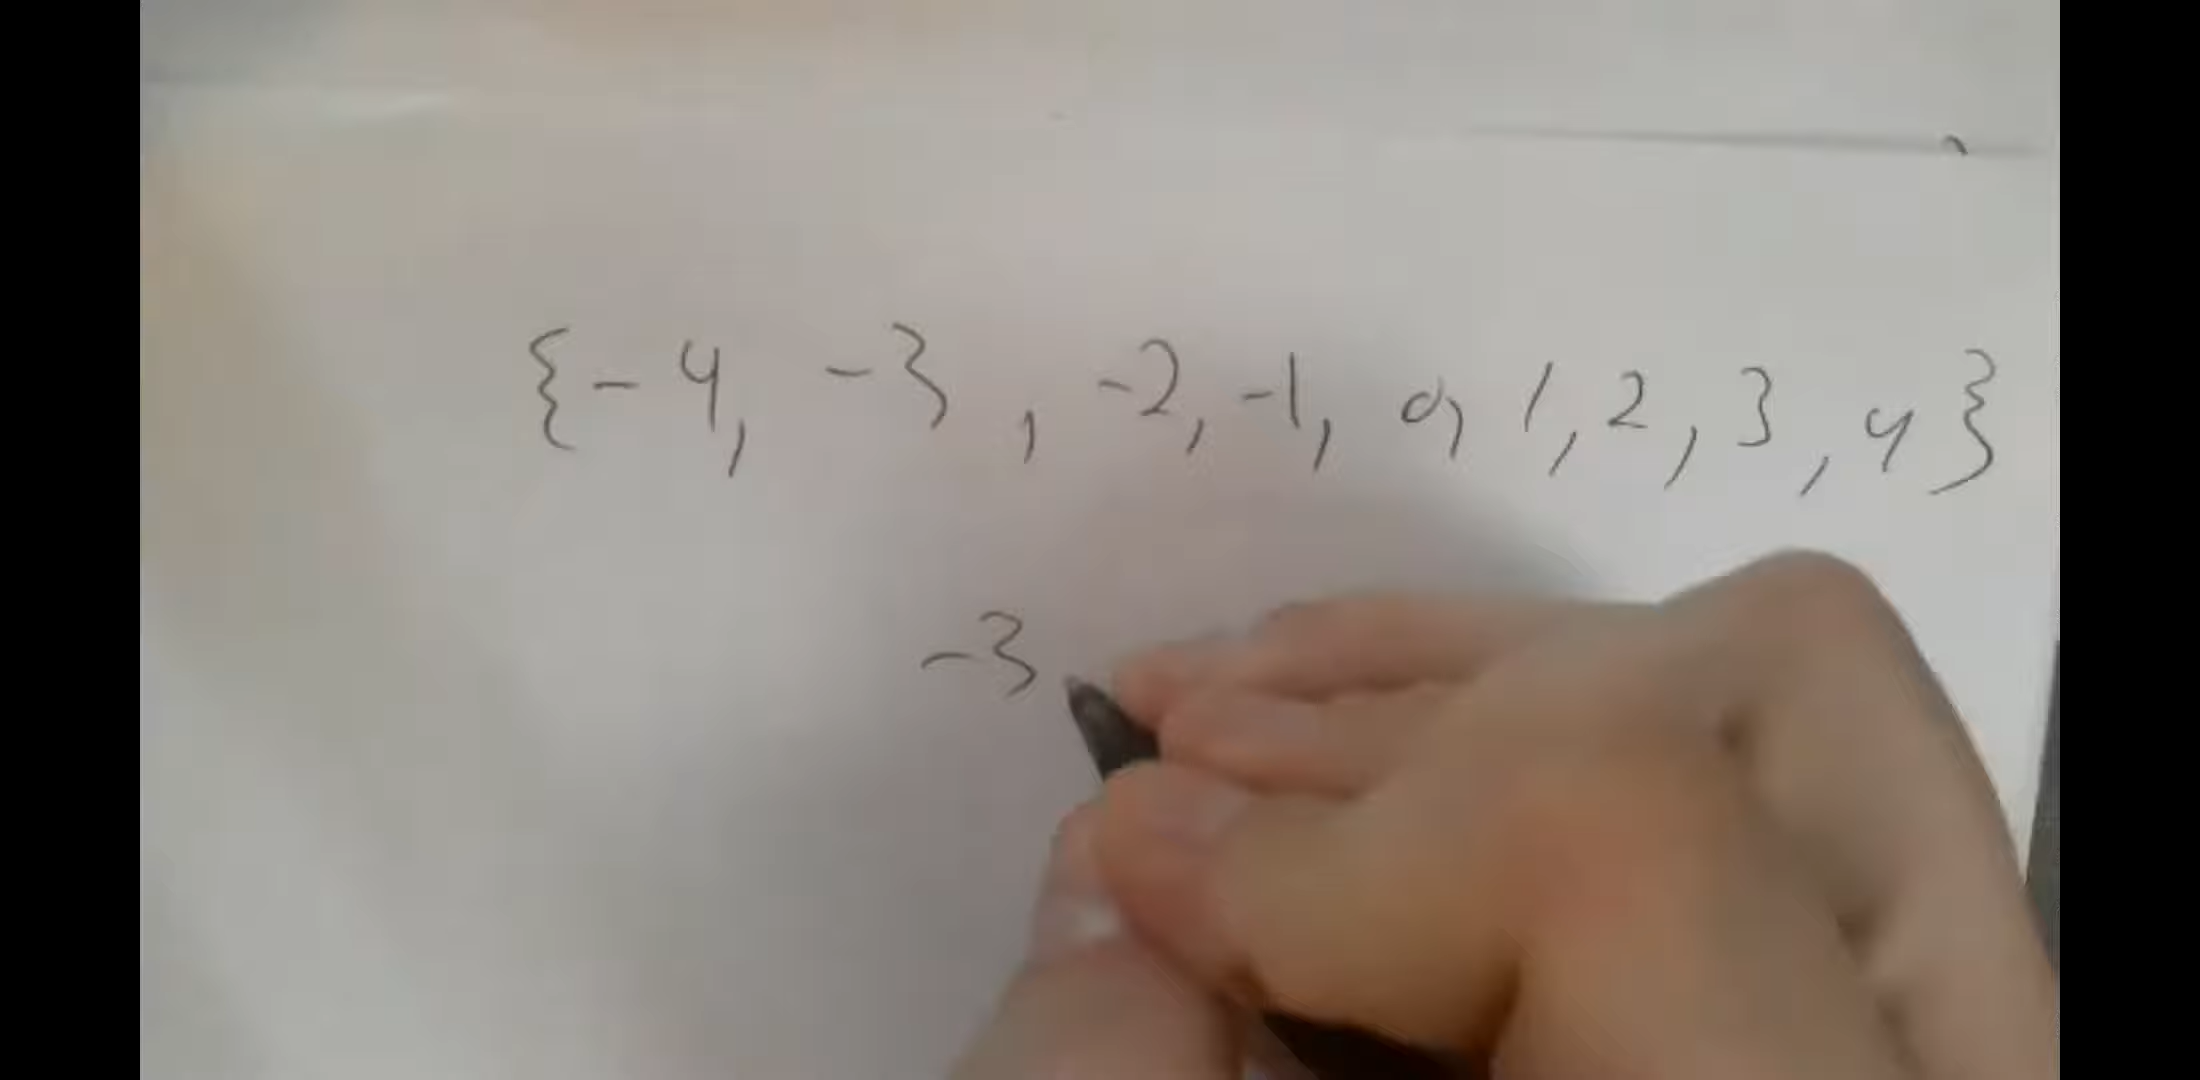 {-4, -3, -2, -1, 0, 1, 2, 3, 4}
-3